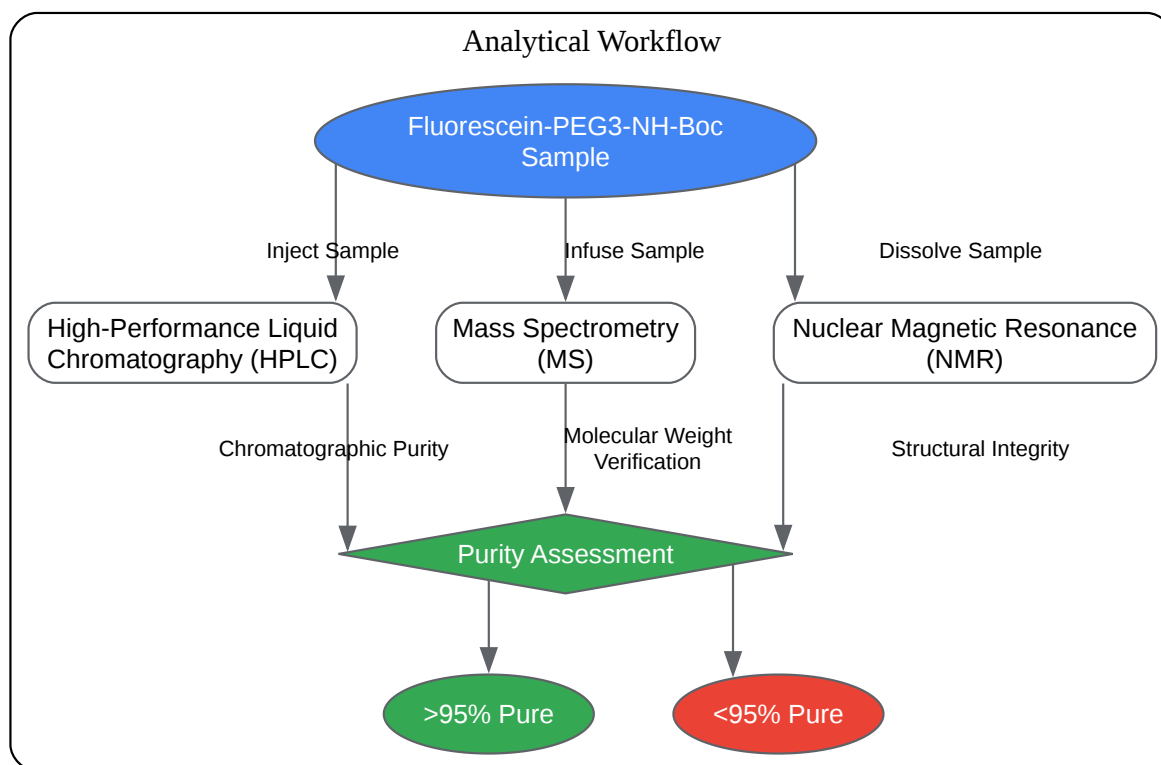 Analytical Workflow
Fluorescein-PEG3-NH-Boc
Sample
Inject Sample
Infuse Sample
Dissolve Sample
High-Performance Liquid
Chromatography (HPLC)
Mass Spectrometry
(MS)
Nuclear Magnetic Resonance
(NMR)
Chromatographic Purity
Molecular Weight
Verification
Structural Integrity
Purity Assessment
>95% Pure
<95% Pure